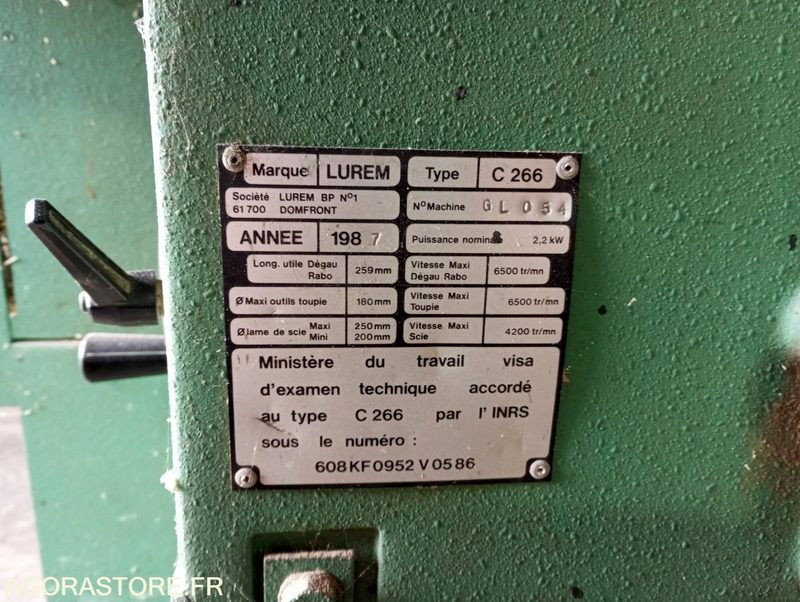 Marque LUREM Type C 266
Société LUREM BP Nº1
61700 DOMFRONT
Nº Machine GL 054
ANNEE 1987
Puissance nominale 2,2 kW
Long. utile Dégau
Rabo
259mm
Vitesse Maxi
Dégau Rabo
6500 tr/mn
Ø Maxi outils toupie 180mm
Vitesse Maxi
Toupie
6500 tr/mn
Ø lame de scie Maxi
Mini
250mm
200mm
Vitesse Maxi
Scie
4200 tr/mn
Ministère du travail visa
d'examen technique accordé
au type C 266 par l'INRS
sous le numéro :
608KF0952V0586
AGORASTORE.FR